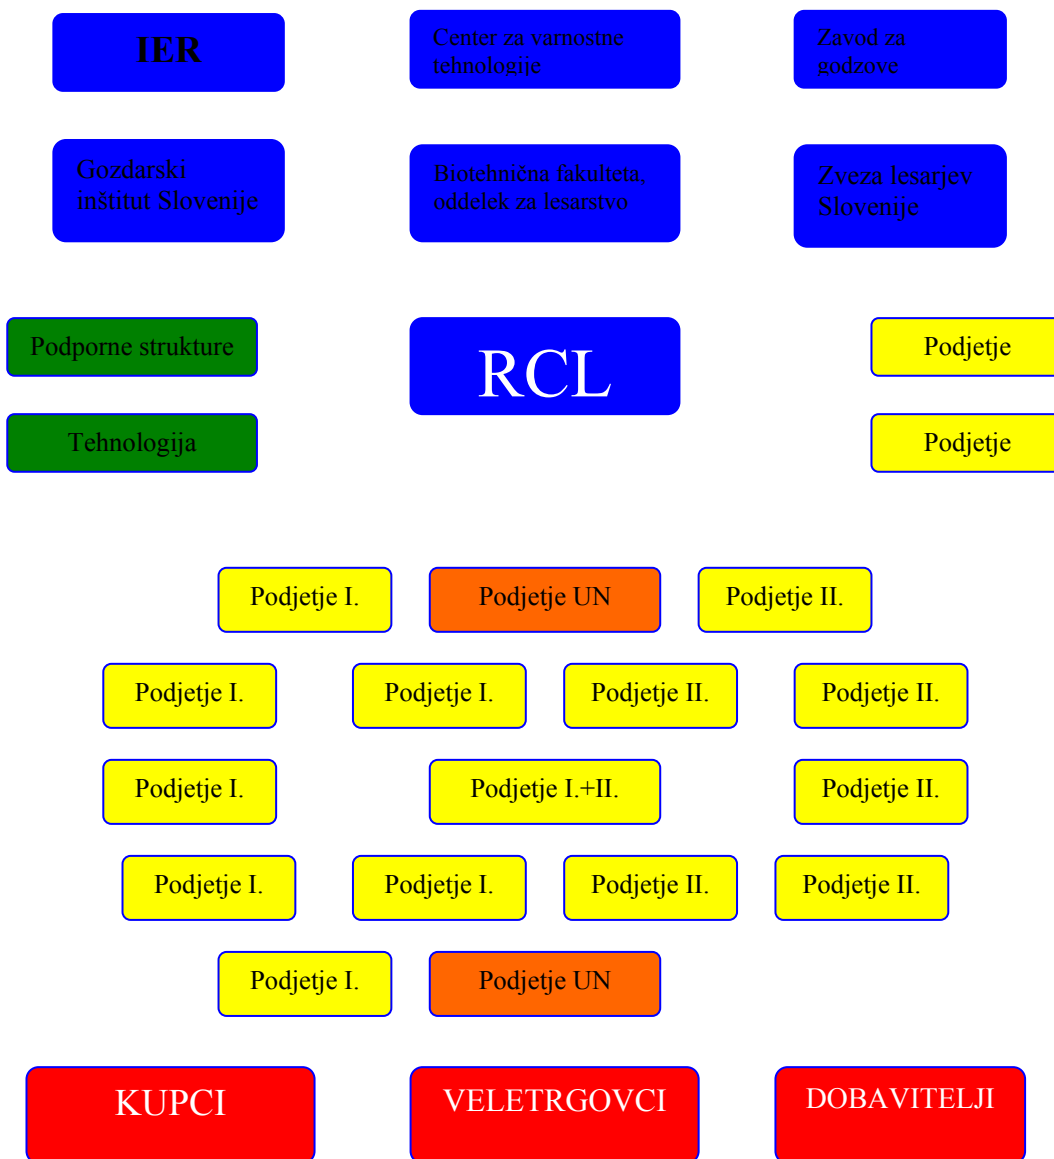 IER
Center za varnostne
tehnologije
Zavod za
godzove
Gozdarski
inštitut Slovenije
Biotehnična fakulteta,
oddelek za lesarstvo
Zveza lesarjev
Slovenije
Podporne strukture
RCL
Podjetje
Tehnologija
Podjetje
Podjetje I.
Podjetje UN
Podjetje II.
Podjetje I.
Podjetje I.
Podjetje II.
Podjetje II.
Podjetje I.
Podjetje I.+II.
Podjetje II.
Podjetje I.
Podjetje I.
Podjetje II.
Podjetje II.
Podjetje I.
Podjetje UN
KUPCI
VELETRGOVCI
DOBAVITELJI